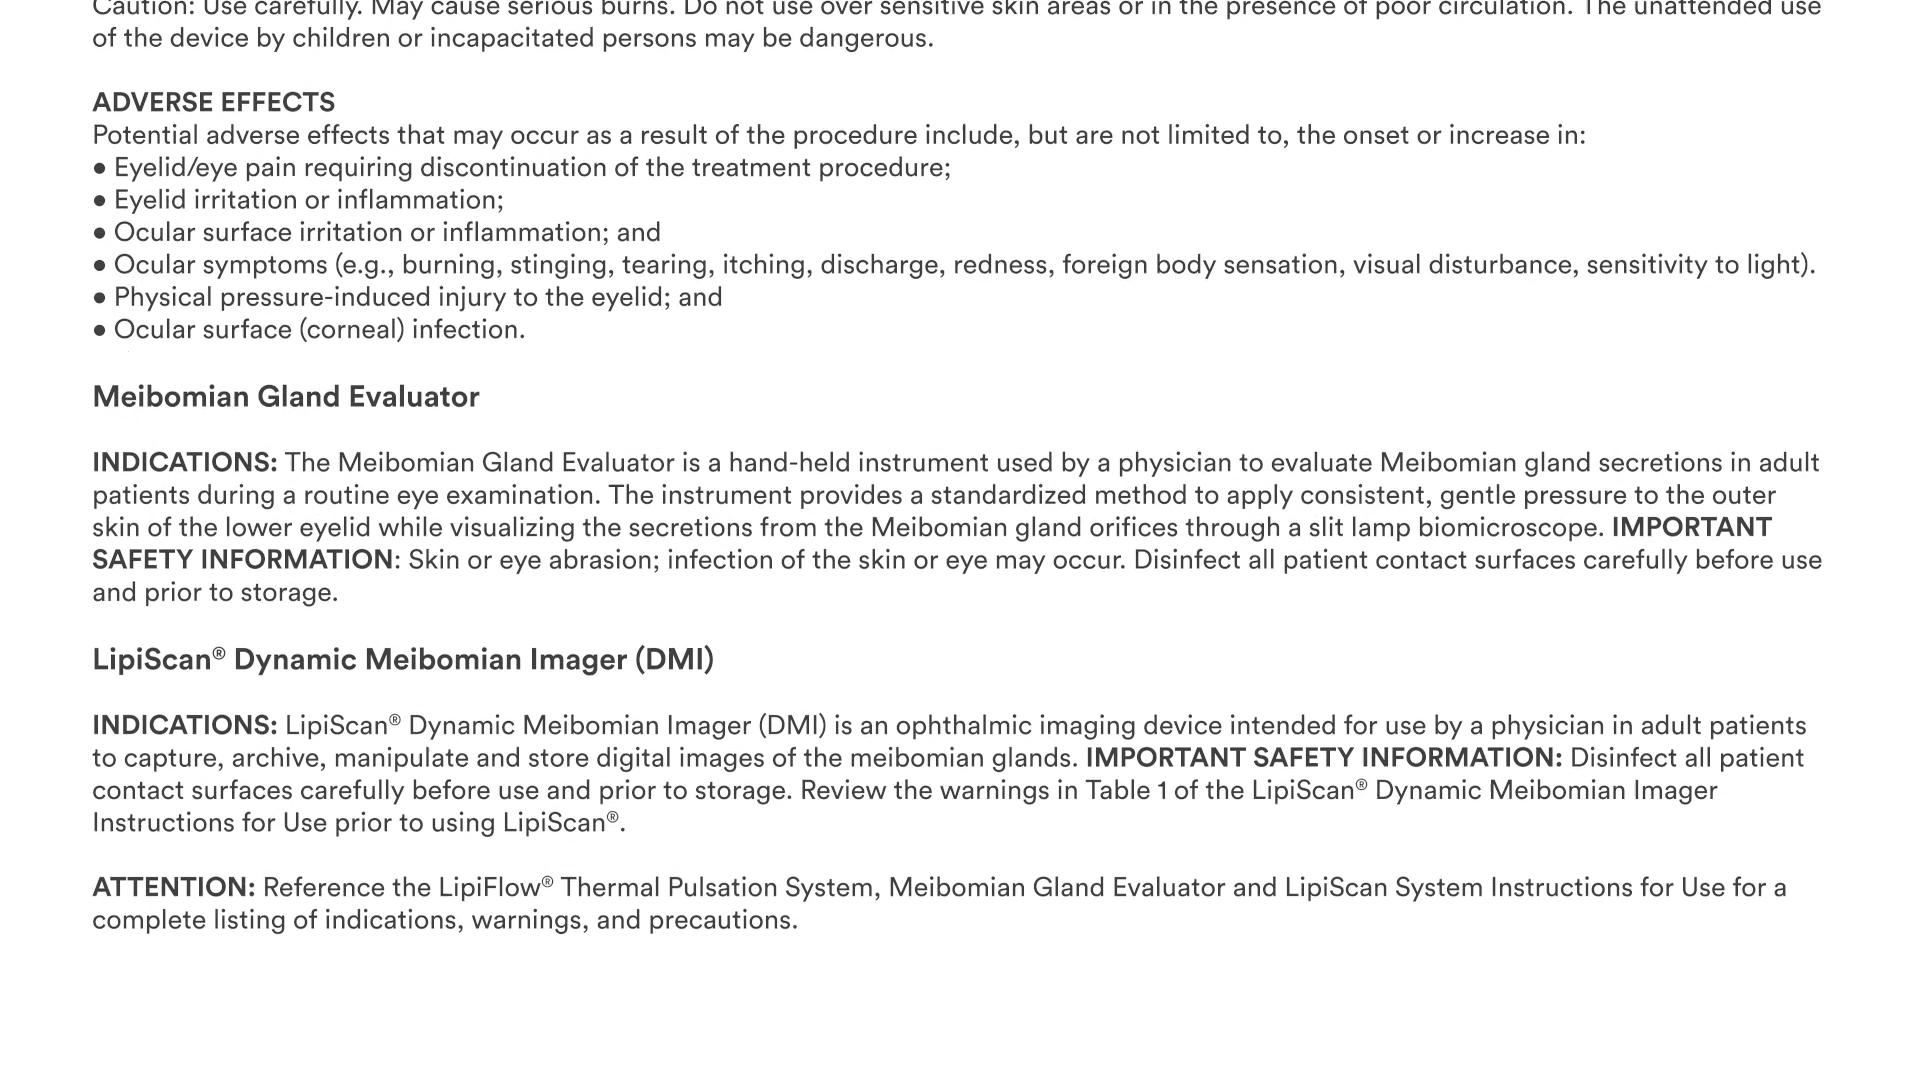 Caution: Use carefully. May cause serious burns. Do not use over sensitive skin areas or in the presence of poor circulation. The unattended use
of the device by children or incapacitated persons may be dangerous.
ADVERSE EFFECTS
Potential adverse effects that may occur as a result of the procedure include, but are not limited to, the onset or increase in:
• Eyelid/eye pain requiring discontinuation of the treatment procedure;
• Eyelid irritation or inflammation;
• Ocular surface irritation or inflammation; and
• Ocular symptoms (e.g., burning, stinging, tearing, itching, discharge, redness, foreign body sensation, visual disturbance, sensitivity to light).
• Physical pressure-induced injury to the eyelid; and
• Ocular surface (corneal) infection.
Meibomian Gland Evaluator
INDICATIONS: The Meibomian Gland Evaluator is a hand-held instrument used by a physician to evaluate Meibomian gland secretions in adult
patients during a routine eye examination. The instrument provides a standardized method to apply consistent, gentle pressure to the outer
skin of the lower eyelid while visualizing the secretions from the Meibomian gland orifices through a slit lamp biomicroscope. IMPORTANT
SAFETY INFORMATION: Skin or eye abrasion; infection of the skin or eye may occur. Disinfect all patient contact surfaces carefully before use
and prior to storage.
LipiScan® Dynamic Meibomian Imager (DMI)
INDICATIONS: LipiScan® Dynamic Meibomian Imager (DMI) is an ophthalmic imaging device intended for use by a physician in adult patients
to capture, archive, manipulate and store digital images of the meibomian glands. IMPORTANT SAFETY INFORMATION: Disinfect all patient
contact surfaces carefully before use and prior to storage. Review the warnings in Table 1 of the LipiScan® Dynamic Meibomian Imager
Instructions for Use prior to using LipiScan®.
ATTENTION: Reference the LipiFlow® Thermal Pulsation System, Meibomian Gland Evaluator and LipiScan System Instructions for Use for a
complete listing of indications, warnings, and precautions.